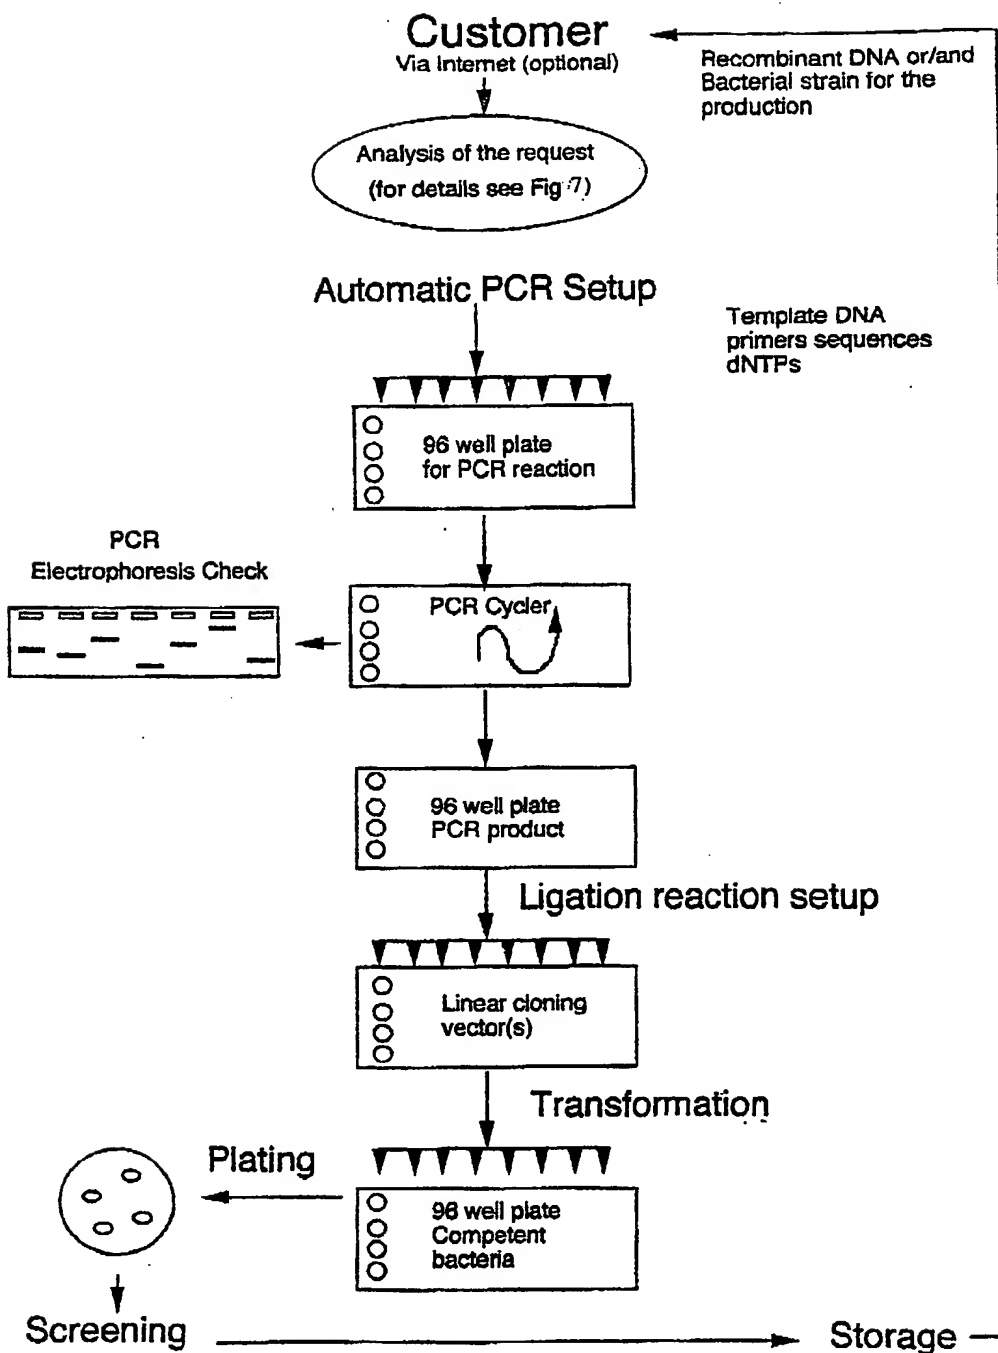 Customer
Via Internet (optional)
Recombinant DNA or/and
Bacterial strain for the
production
Analysis of the request
(for details see Fig 7)
Automatic PCR Setup
Template DNA
primers sequences
dNTPs
96 well plate
for PCR reaction
PCR
Electrophoresis Check
PCR Cycler
96 well plate
PCR product
Ligation reaction setup
Linear cloning
vector(s)
Transformation
Plating
96 well plate
Competent
bacteria
Screening
Storage